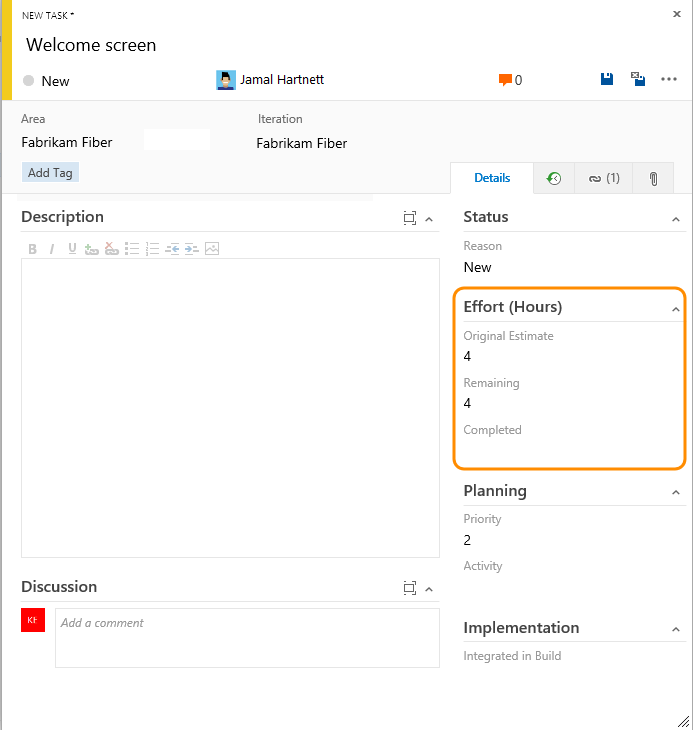 NEW TASK *
Welcome screen
New
Jamal Hartnett
0
Area
Iteration
Fabrikam Fiber
Fabrikam Fiber
Add Tag
Details
(1)
Description
B I U
Discussion
Add a comment
Status
Reason
New
Effort (Hours)
Original Estimate
4
Remaining
4
Completed
Planning
Priority
2
Activity
Implementation
Integrated in Build